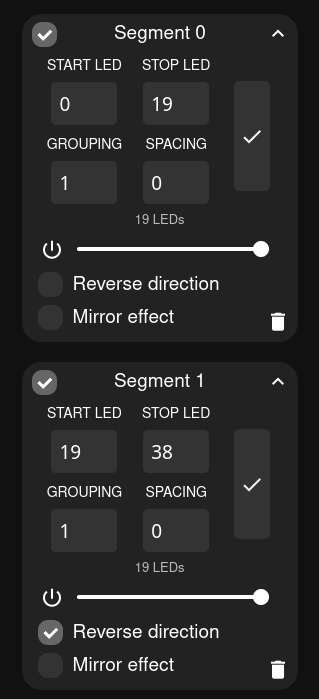 Segment 0
START LED STOP LED
0 19
GROUPING SPACING
1 0
19 LEDs
Reverse direction
Mirror effect
Segment 1
START LED STOP LED
19 38
GROUPING SPACING
1 0
19 LEDs
Reverse direction
Mirror effect